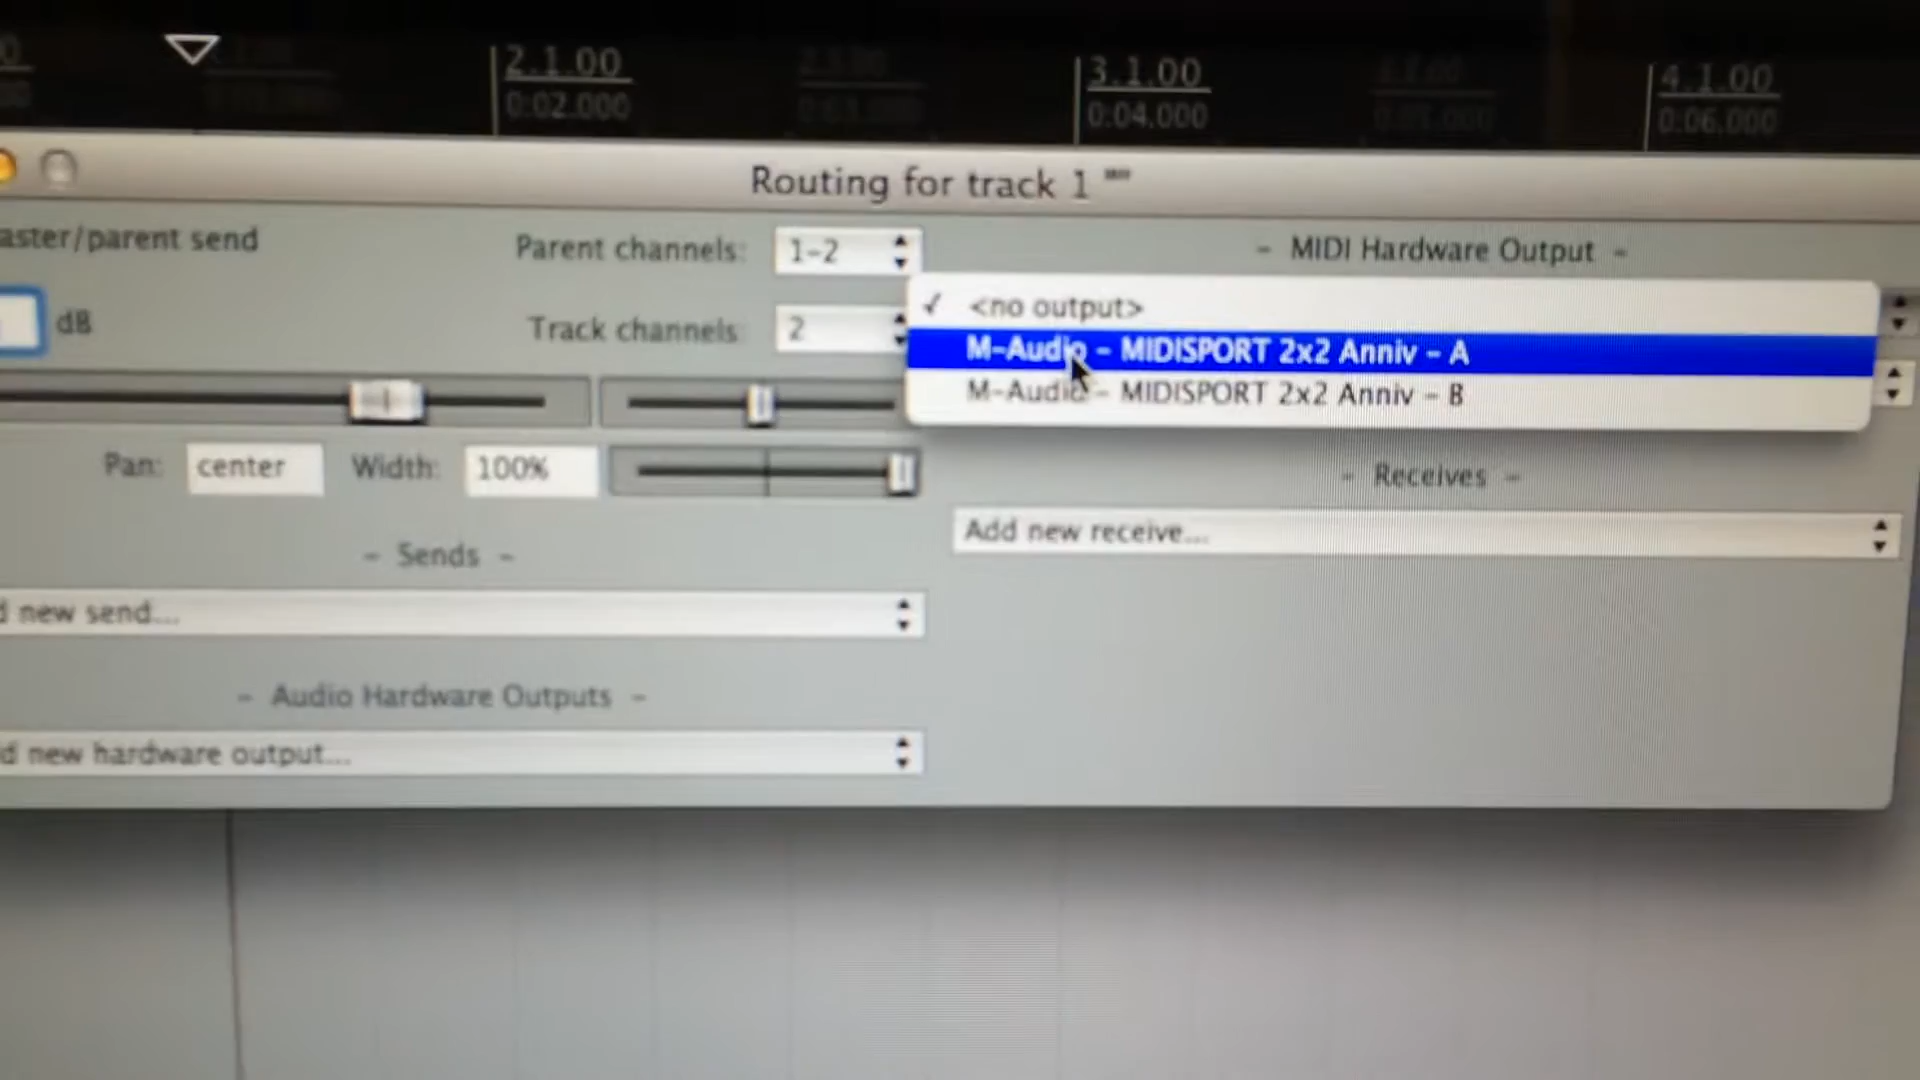 2.1.00
3.1.00
4.1.00
0:02.000
0:04.000
0:06.000
Routing for track 1 ""
aster/parent send
Parent channels: 1-2
- MIDI Hardware Output -
dB
Track channels: 2
✓ <no output>
M-Audio - MIDISPORT 2x2 Anniv - A
M-Audio - MIDISPORT 2x2 Anniv - B
Pan: center Width: 100%
- Receives -
Add new receive...
- Sends -
d new send...
- Audio Hardware Outputs -
d new hardware output...